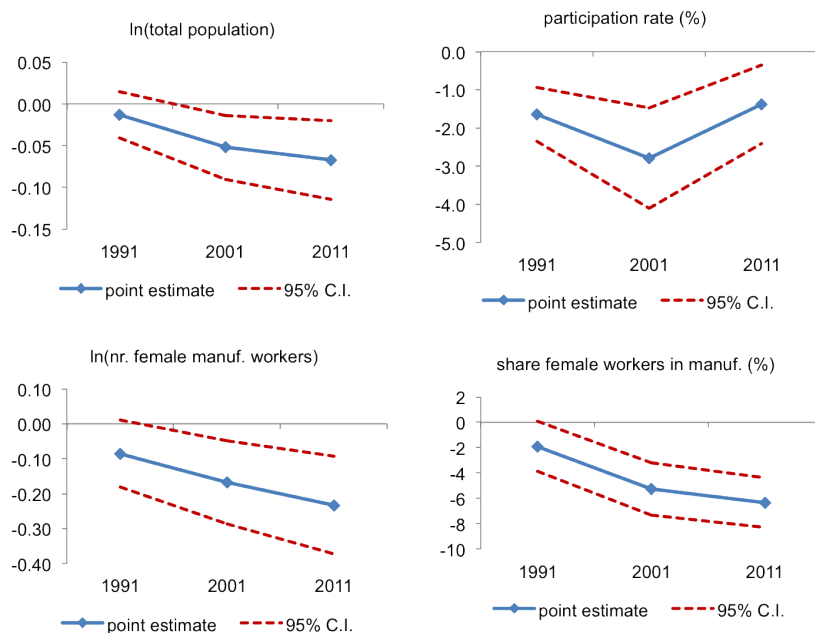 ln(total population)
0.05
0.00
-0.05
-0.10
-0.15
1991 2001 2011
point estimate 95% C.I.
participation rate (%)
0.0
-1.0
-2.0
-3.0
-4.0
-5.0
1991 2001 2011
point estimate 95% C.I.
ln(nr. female manuf. workers)
0.10
0.00
-0.10
-0.20
-0.30
-0.40
1991 2001 2011
point estimate 95% C.I.
share female workers in manuf. (%)
2
0
-2
-4
-6
-8
-10
1991 2001 2011
point estimate 95% C.I.